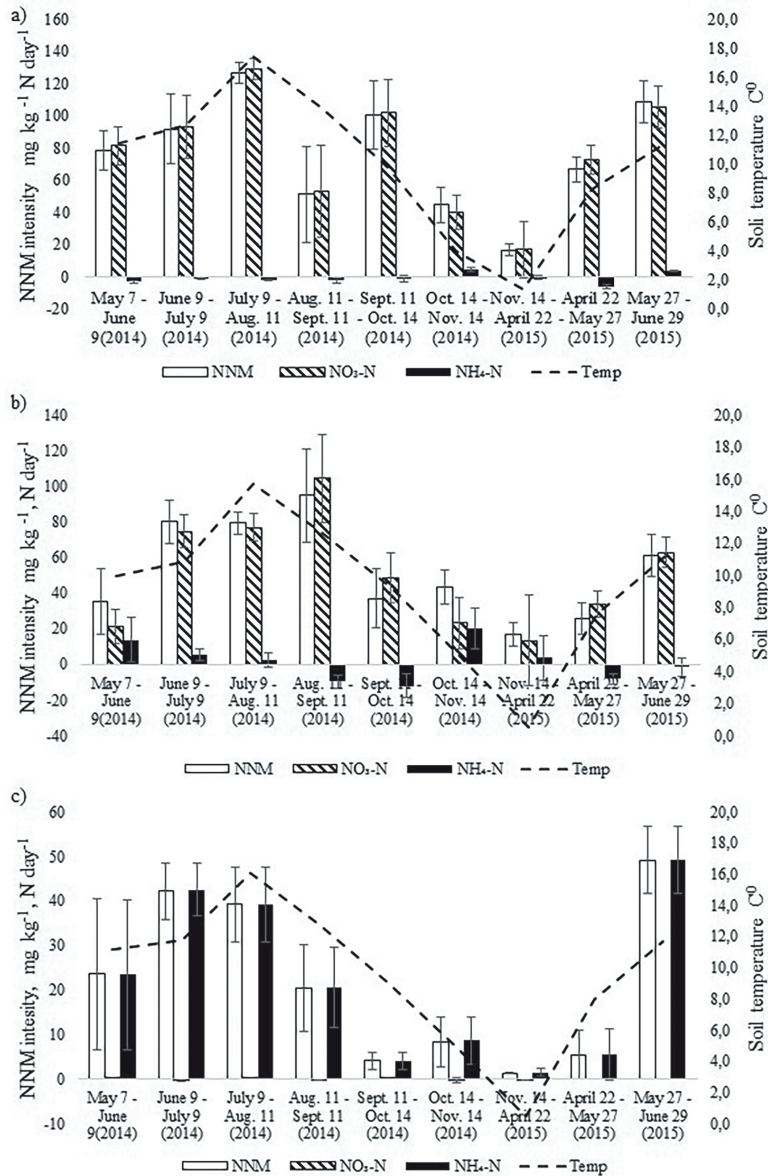 a)
NNM intensity mg kg -1 N day-1
160
140
120
100
80
60
40
20
0
-20
20,0
18,0
16,0
14,0
12,0
10,0
8,0
6,0
4,0
2,0
0,0
Soli temperature C0
May 7 - June 9(2014)
June 9 - July 9 (2014)
July 9 - Aug. 11 (2014)
Aug. 11 - Sept. 11 (2014)
Sept. 11 - Oct. 14 (2014)
Oct. 14 - Nov. 14 (2014)
Nov. 14 - April 22 (2015)
April 22 - May 27 (2015)
May 27 - June 29 (2015)
NNM NO₃-N NH₄-N Temp
b)
NNM intensity mg kg -1, N day-1
140
120
100
80
60
40
20
0
-20
-40
20,0
18,0
16,0
14,0
12,0
10,0
8,0
6,0
4,0
2,0
0,0
Soil temperature C0
May 7 - June 9(2014)
June 9 - July 9 (2014)
July 9 - Aug. 11 (2014)
Aug. 11 - Sept. 11 (2014)
Sept. 11 - Oct. 14 (2014)
Oct. 14 - Nov. 14 (2014)
Nov. 14 - April 22 (2015)
April 22 - May 27 (2015)
May 27 - June 29 (2015)
NNM NO₃-N NH₄-N Temp
c)
NNM intesity, mg kg-1, N day-1
60
50
40
30
20
10
0
-10
20,0
18,0
16,0
14,0
12,0
10,0
8,0
6,0
4,0
2,0
0,0
Soil temperature C0
May 7 - June 9(2014)
June 9 - July 9 (2014)
July 9 - Aug. 11 (2014)
Aug. 11 - Sept. 11 (2014)
Sept. 11 - Oct. 14 (2014)
Oct. 14 - Nov. 14 (2014)
Nov. 14 - April 22 (2015)
April 22 - May 27 (2015)
May 27 - June 29 (2015)
NNM NO₃-N NH₄-N Temp